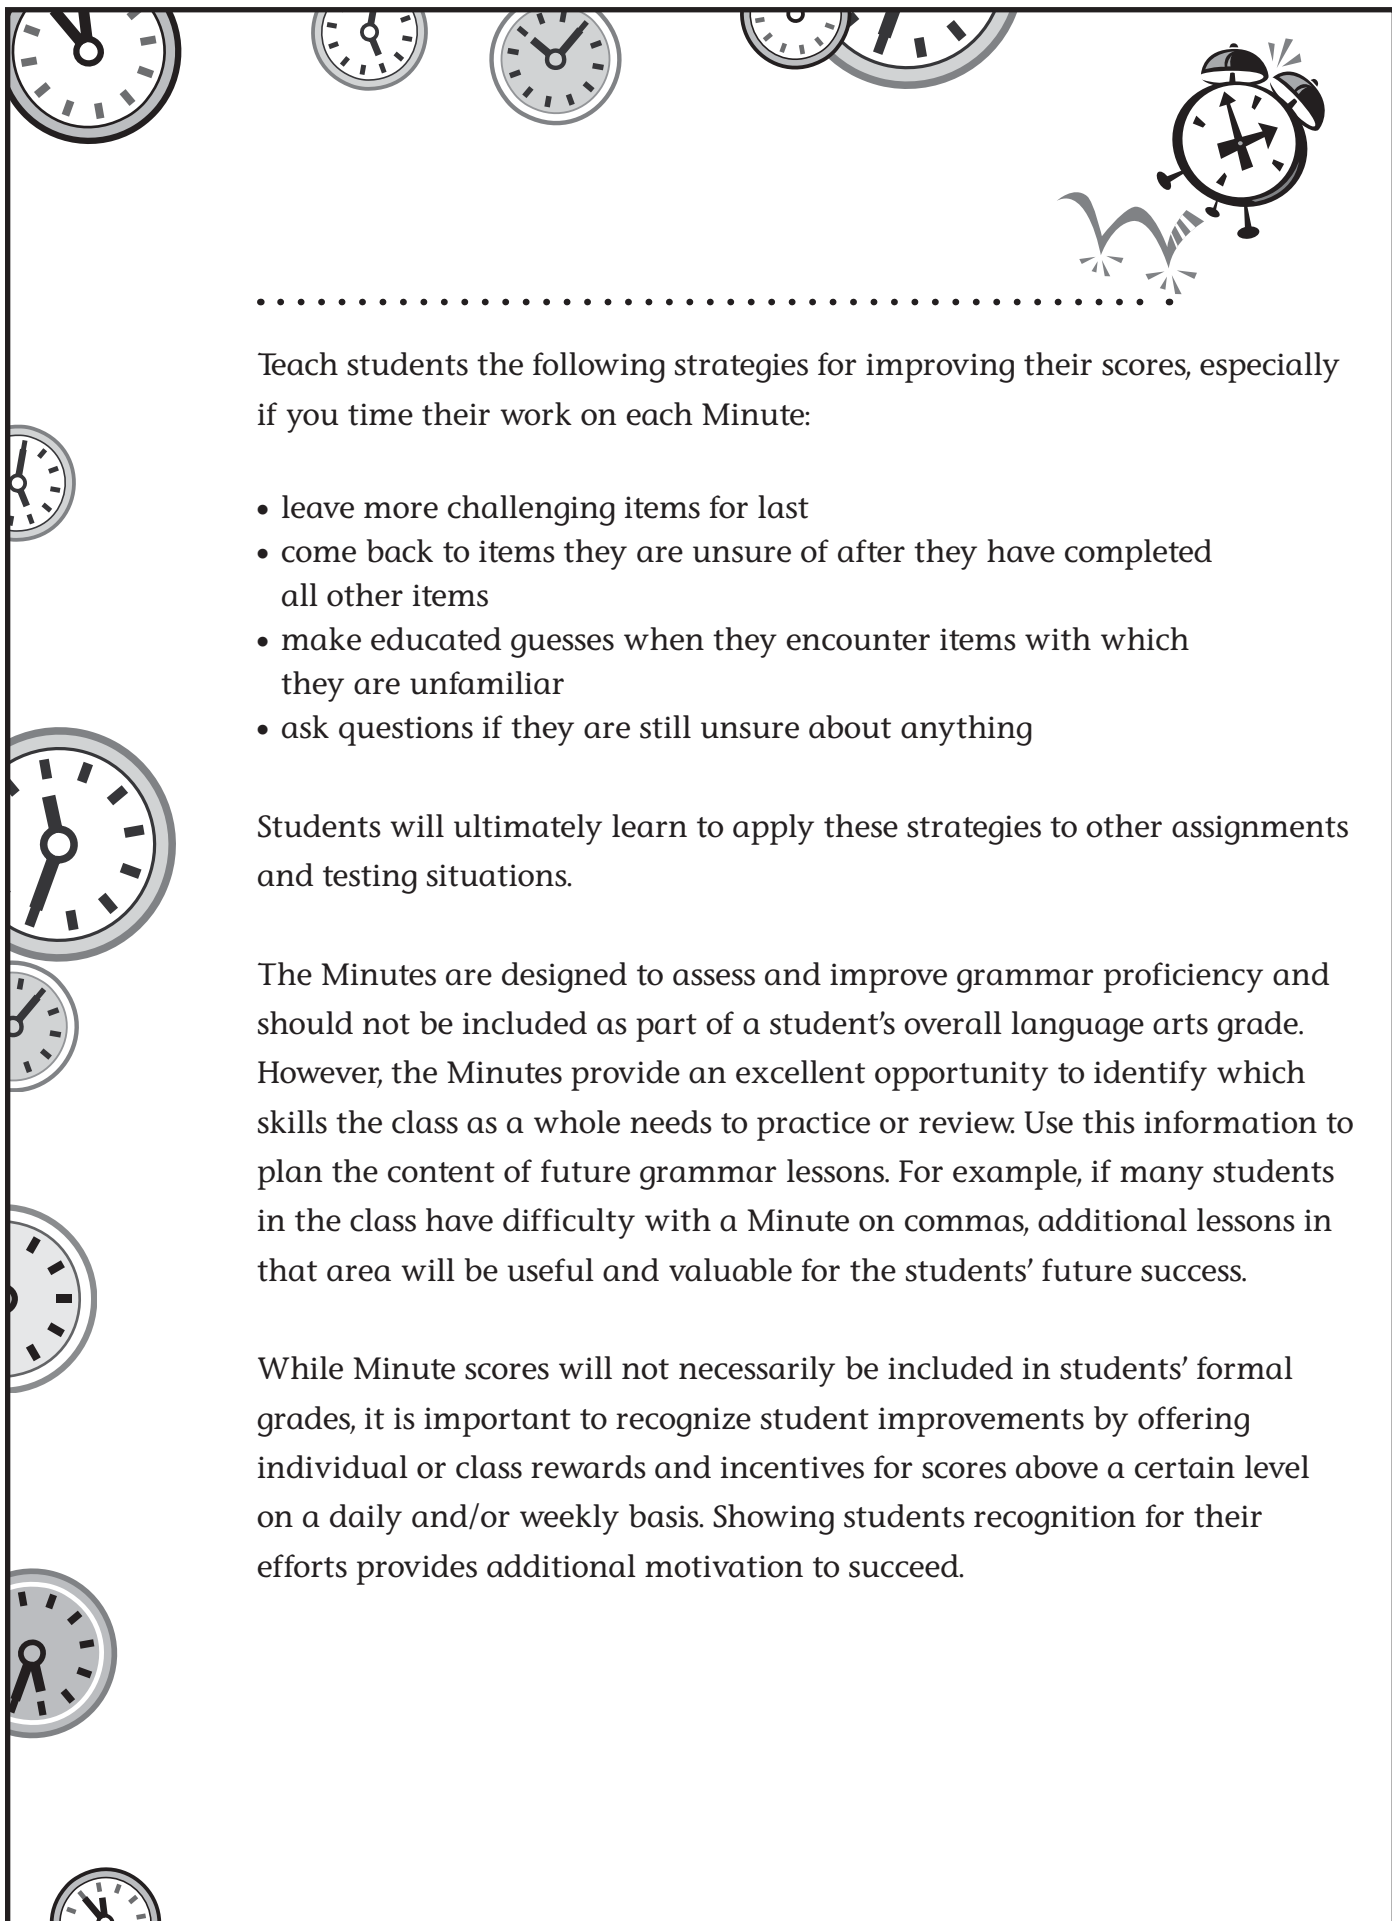 Teach students the following strategies for improving their scores, especially
if you time their work on each Minute:
• leave more challenging items for last
• come back to items they are unsure of after they have completed
all other items
• make educated guesses when they encounter items with which
they are unfamiliar
• ask questions if they are still unsure about anything
Students will ultimately learn to apply these strategies to other assignments
and testing situations.
The Minutes are designed to assess and improve grammar proficiency and
should not be included as part of a student’s overall language arts grade.
However, the Minutes provide an excellent opportunity to identify which
skills the class as a whole needs to practice or review. Use this information to
plan the content of future grammar lessons. For example, if many students
in the class have difficulty with a Minute on commas, additional lessons in
that area will be useful and valuable for the students’ future success.
While Minute scores will not necessarily be included in students’ formal
grades, it is important to recognize student improvements by offering
individual or class rewards and incentives for scores above a certain level
on a daily and/or weekly basis. Showing students recognition for their
efforts provides additional motivation to succeed.